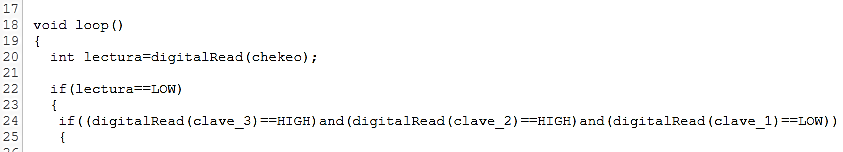 17
18 void loop()
19 {
20 int lectura=digitalRead(chekeo);
21
22 if(lectura==LOW)
23 {
24 if((digitalRead(clave_3)==HIGH)and(digitalRead(clave_2)==HIGH)and(digitalRead(clave_1)==LOW))
25 {